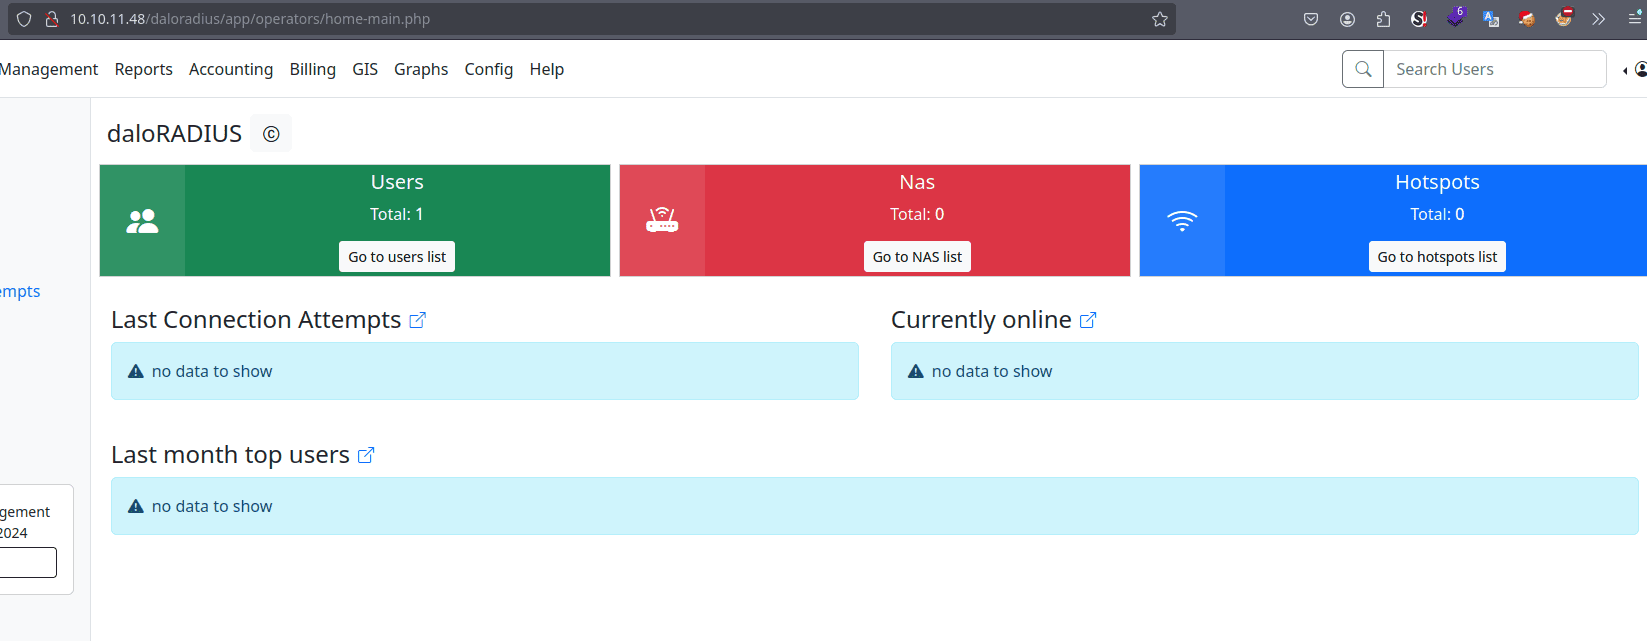 10.10.11.48/daloradius/app/operators/home-main.php
6
Management Reports Accounting Billing GIS Graphs Config Help
Search Users
daloRADIUS ©
Users
Total: 1
Go to users list
Nas
Total: 0
Go to NAS list
Hotspots
Total: 0
Go to hotspots list
empts
Last Connection Attempts
no data to show
Currently online
no data to show
Last month top users
no data to show
gement
2024